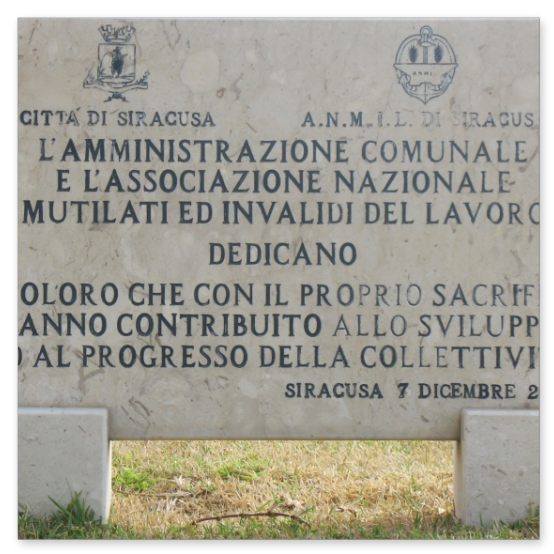 CITTÀ DI SIRACUSA
A.N.M.I.L. DI SIRACUS
L'AMMINISTRAZIONE COMUNALE
E L'ASSOCIAZIONE NAZIONALE
MUTILATI ED INVALIDI DEL LAVORO
DEDICANO
OLORO CHE CON IL PROPRIO SACRIF
ANNO CONTRIBUITO ALLO SVILUPP
O AL PROGRESSO DELLA COLLETTIVI
SIRACUSA 7 DICEMBRE 2